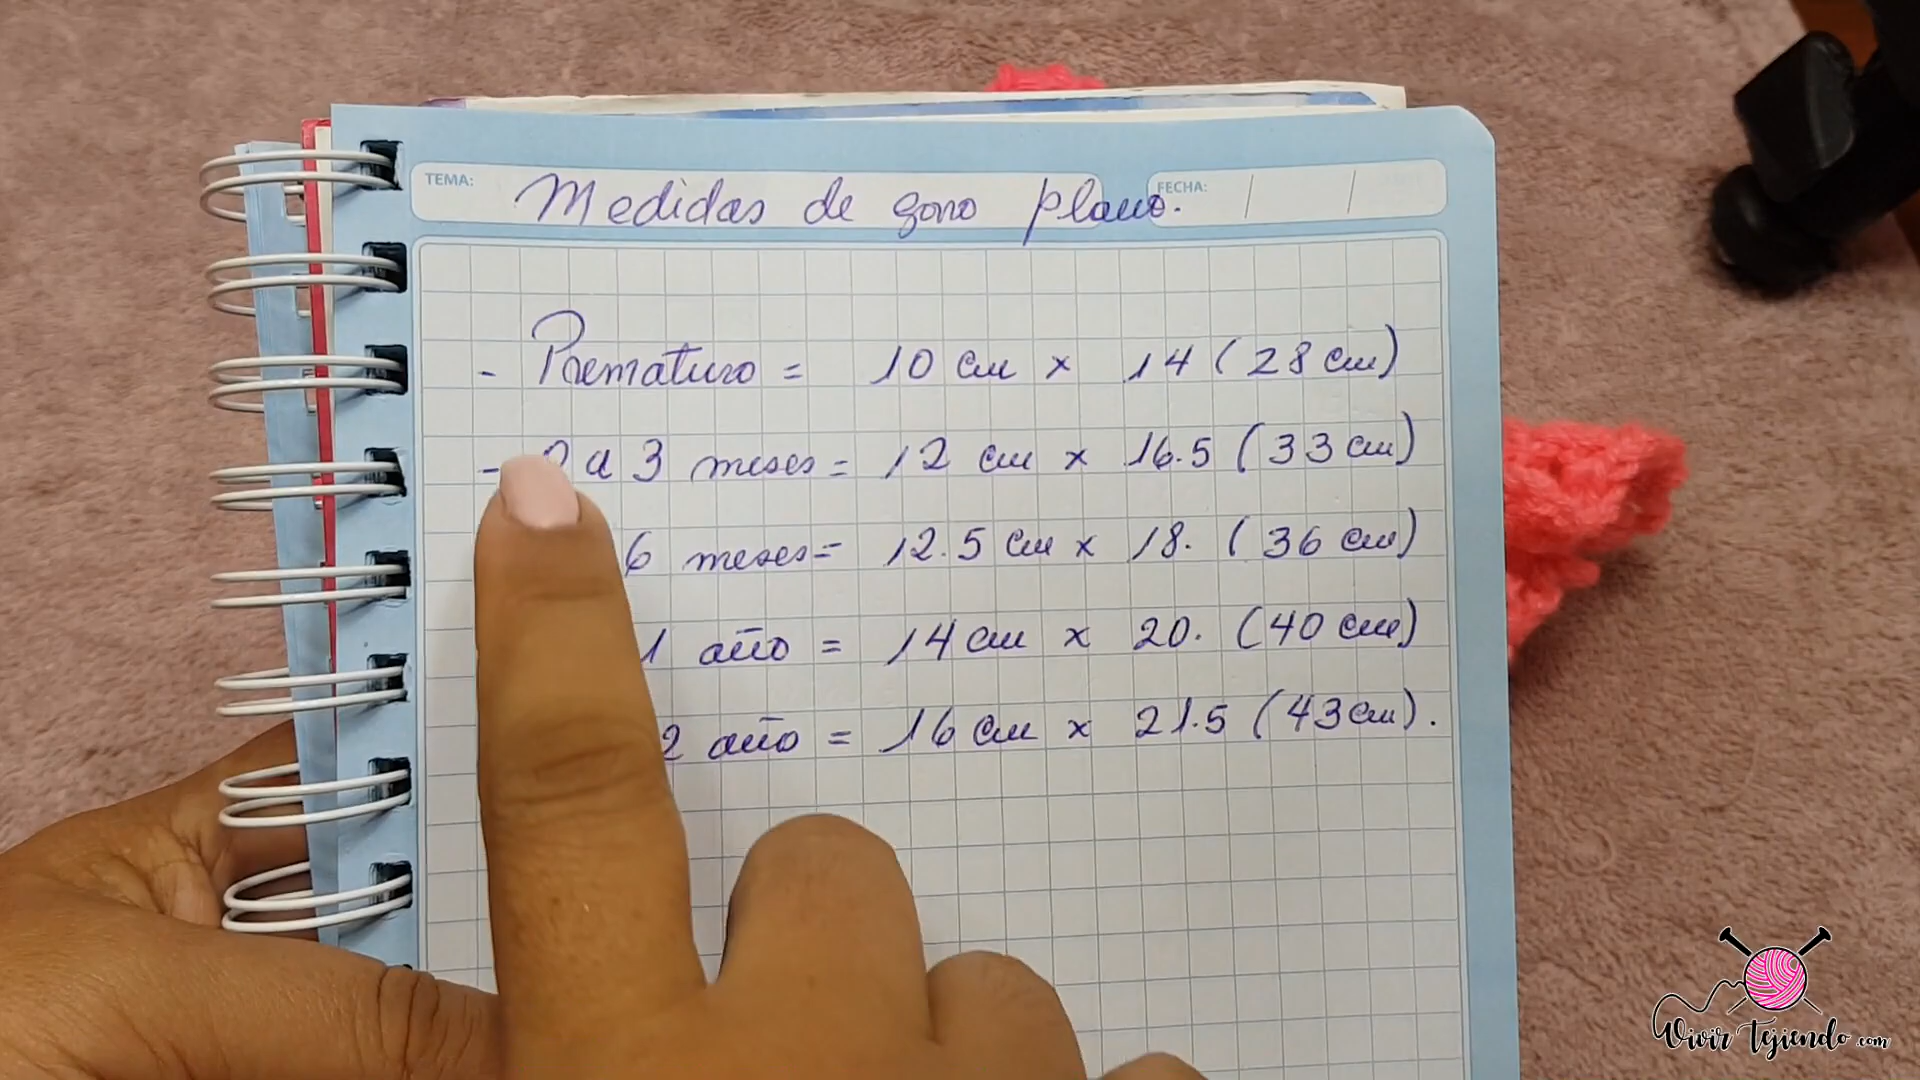 TEMA: Medidas de gorro plano. FECHA:
- Prematuro = 10 cm x 14 (28 cm)
- a 3 meses = 12 cm x 16.5 (33 cm)
6 meses = 12.5 cm x 18. (36 cm)
1 año = 14 cm x 20. (40 cm)
2 año = 16 cm x 21.5 (43 cm).
Vivir Tejiendo .com